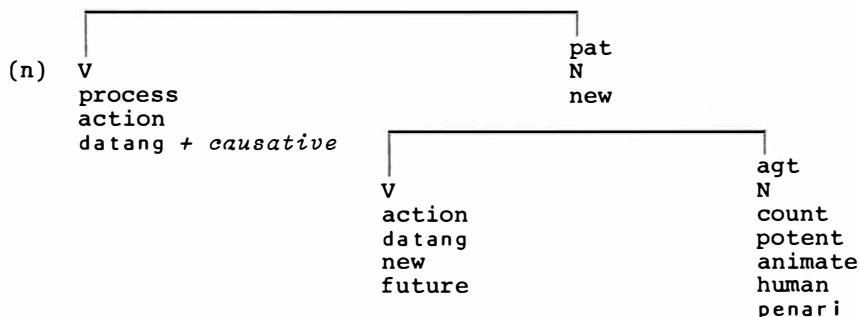 pat
(n) V N
process new
action
datang + causative
agt
V N
action count
datang potent
new animate
future human
penari